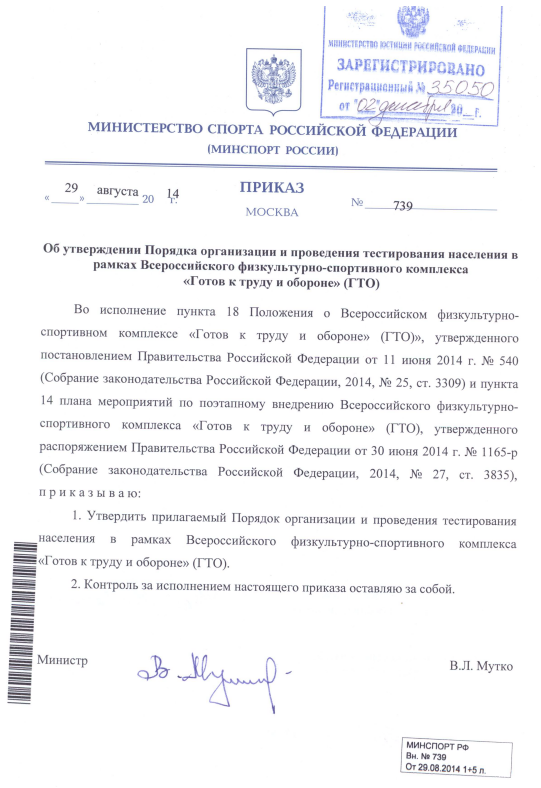 МИНИСТЕРСТВО ЮСТИЦИИ РОССИЙСКОЙ ФЕДЕРАЦИИ
ЗАРЕГИСТРИРОВАНО
Регистрационный № 35050
от "02" декабря 20 г.
МИНИСТЕРСТВО СПОРТА РОССИЙСКОЙ ФЕДЕРАЦИИ
(МИНСПОРТ РОССИИ)
ПРИКАЗ
« 29 » августа 20 14 г.
МОСКВА
№ 739
Об утверждении Порядка организации и проведения тестирования населения в
рамках Всероссийского физкультурно-спортивного комплекса
«Готов к труду и обороне» (ГТО)
Во исполнение пункта 18 Положения о Всероссийском физкультурно-
спортивном комплексе «Готов к труду и обороне» (ГТО)», утвержденного
постановлением Правительства Российской Федерации от 11 июня 2014 г. № 540
(Собрание законодательства Российской Федерации, 2014, № 25, ст. 3309) и пункта
14 плана мероприятий по поэтапному внедрению Всероссийского физкультурно-
спортивного комплекса «Готов к труду и обороне» (ГТО), утвержденного
распоряжением Правительства Российской Федерации от 30 июня 2014 г. № 1165-р
(Собрание законодательства Российской Федерации, 2014, № 27, ст. 3835),
п р и к а з ы в а ю:
1. Утвердить прилагаемый Порядок организации и проведения тестирования
населения в рамках Всероссийского физкультурно-спортивного комплекса
«Готов к труду и обороне» (ГТО).
2. Контроль за исполнением настоящего приказа оставляю за собой.
Министр
В.Л. Мутко
МИНСПОРТ РФ
Вн. № 739
От 29.08.2014 1+5 л.